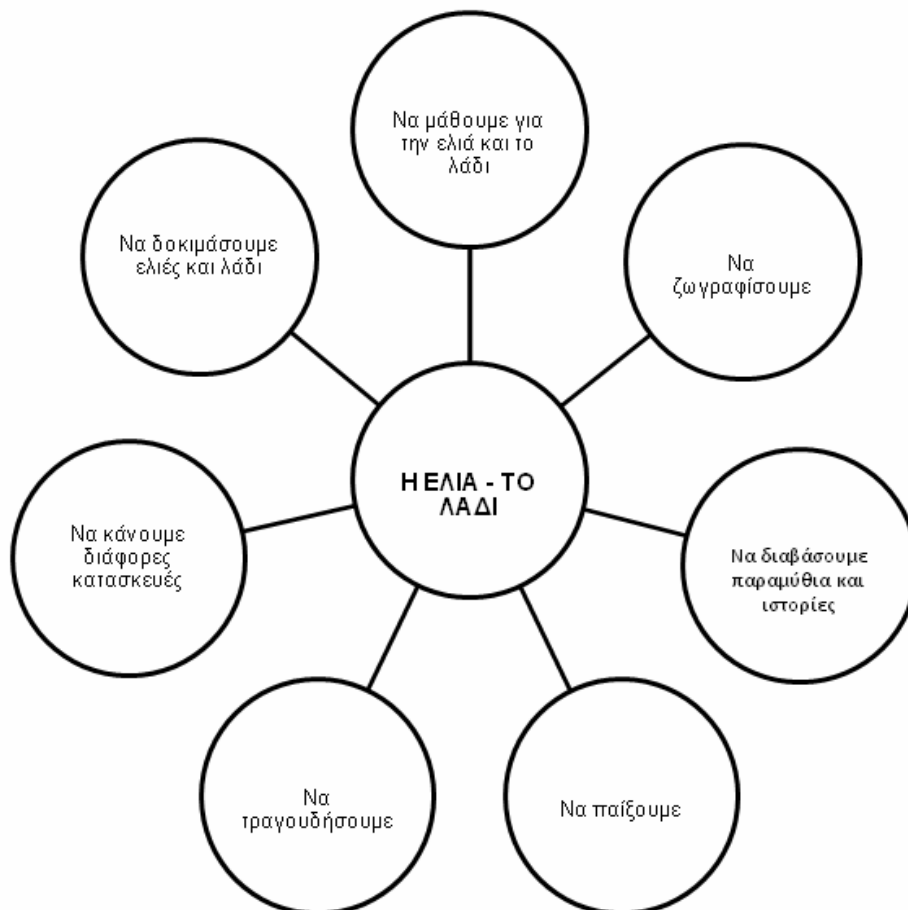 Να μάθουμε για
την ελιά και το
λάδι
Να
ζωγραφίσουμε
Να διαβάσουμε
παραμύθια και
ιστορίες
Να παίξουμε
Να
τραγουδήσουμε
Να κάνουμε
διάφορες
κατασκευές
Να δοκιμάσουμε
ελιές και λάδι
Η ΕΛΙΑ - ΤΟ
ΛΑΔΙ